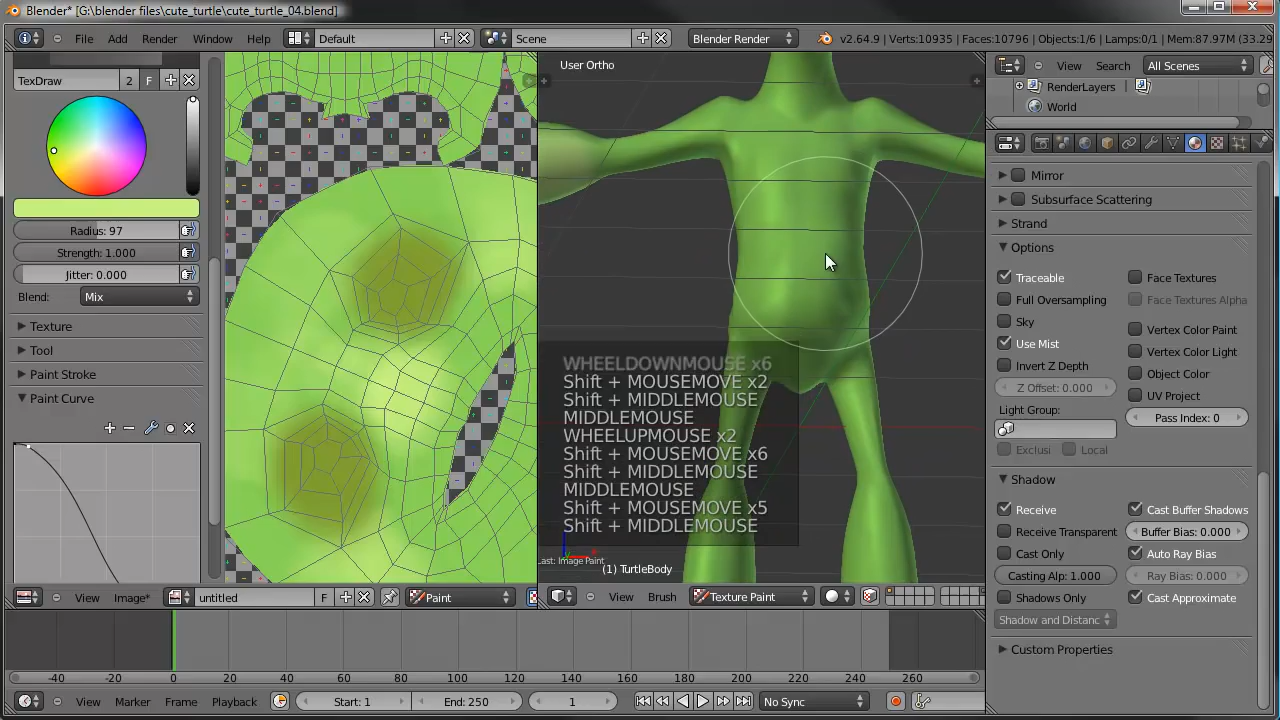 Blender* [G:\blender files\cute_turtle\cute_turtle_04.blend]
File Add Render Window Help Default Scene Blender Render v2.64.9 | Verts:10935 | Faces:10796 | Objects:1/6 | Lamps:0/1 | Mem:87.97M (33.29
TexDraw 2 F
Radius: 97
Strength: 1.000
Jitter: 0.000
Blend: Mix
Texture
Tool
Paint Stroke
Paint Curve
View Image* untitled F Paint
User Ortho
WHEELDOWNMOUSE x6
Shift + MOUSEMOVE x2
Shift + MIDDLEMOUSE
MIDDLEMOUSE
WHEELUPMOUSE x2
Shift + MOUSEMOVE x6
Shift + MIDDLEMOUSE
MIDDLEMOUSE
Shift + MOUSEMOVE x5
Shift + MIDDLEMOUSE
Last: Image Paint
(1) TurtleBody
View Brush Texture Paint
View Search All Scenes
RenderLayers
World
Mirror
Subsurface Scattering
Strand
Options
Traceable Face Textures
Full Oversampling Face Textures Alpha
Sky
Vertex Color Paint
Use Mist
Vertex Color Light
Invert Z Depth
Object Color
Z Offset: 0.000
UV Project
Light Group:
Pass Index: 0
Exclusi Local
Shadow
Receive Cast Buffer Shadows
Receive Transparent Buffer Bias: 0.000
Cast Only Auto Ray Bias
Casting Alp: 1.000 Ray Bias: 0.000
Shadows Only Cast Approximate
Shadow and Distanc
Custom Properties
-40 -20 0 20 40 60 80 100 120 140 160 180 200 220 240 260
View Marker Frame Playback Start: 1 End: 250 1 No Sync